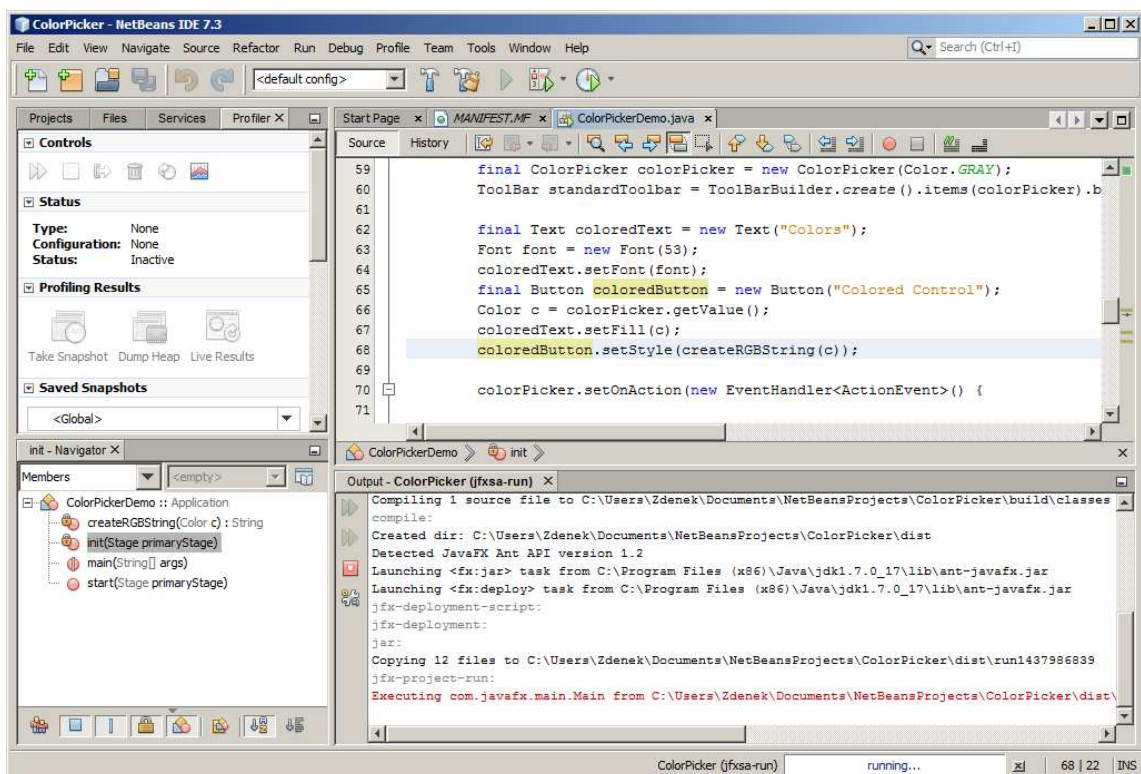 ColorPicker - NetBeans IDE 7.3
File Edit View Navigate Source Refactor Run Debug Profile Team Tools Window Help
Search (Ctrl+I)
<default config>
Projects Files Services Profiler
Controls
Status
Type: None
Configuration: None
Status: Inactive
Profiling Results
Take Snapshot Dump Heap Live Results
Saved Snapshots
<Global>
init - Navigator
Members
<empty>
ColorPickerDemo :: Application
createRGBString(Color c) : String
init(Stage primaryStage)
main(String[] args)
start(Stage primaryStage)
Start Page MANIFEST.MF ColorPickerDemo.java
Source History
59 final ColorPicker colorPicker = new ColorPicker(Color.GRAY);
60 ToolBar standardToolbar = ToolBarBuilder.create().items(colorPicker).b
61
62 final Text coloredText = new Text("Colors");
63 Font font = new Font(53);
64 coloredText.setFont(font);
65 final Button coloredButton = new Button("Colored Control");
66 Color c = colorPicker.getValue();
67 coloredText.setFill(c);
68 coloredButton.setStyle(createRGBString(c));
69
70 colorPicker.setOnAction(new EventHandler<ActionEvent>() {
71
ColorPickerDemo init
Output - ColorPicker (jfxsa-run)
Compiling 1 source file to C:\Users\Zdenek\Documents\NetBeansProjects\ColorPicker\build\classes
compile:
Created dir: C:\Users\Zdenek\Documents\NetBeansProjects\ColorPicker\dist
Detected JavaFX Ant API version 1.2
Launching <fx:jar> task from C:\Program Files (x86)\Java\jdk1.7.0_17\lib\ant-javafx.jar
Launching <fx:deploy> task from C:\Program Files (x86)\Java\jdk1.7.0_17\lib\ant-javafx.jar
jfx-deployment-script:
jfx-deployment:
jar:
Copying 12 files to C:\Users\Zdenek\Documents\NetBeansProjects\ColorPicker\dist\run1437986839
jfx-project-run:
Executing com.javafx.main.Main from C:\Users\Zdenek\Documents\NetBeansProjects\ColorPicker\dist\
ColorPicker (jfxsa-run) running... 68 | 22 INS